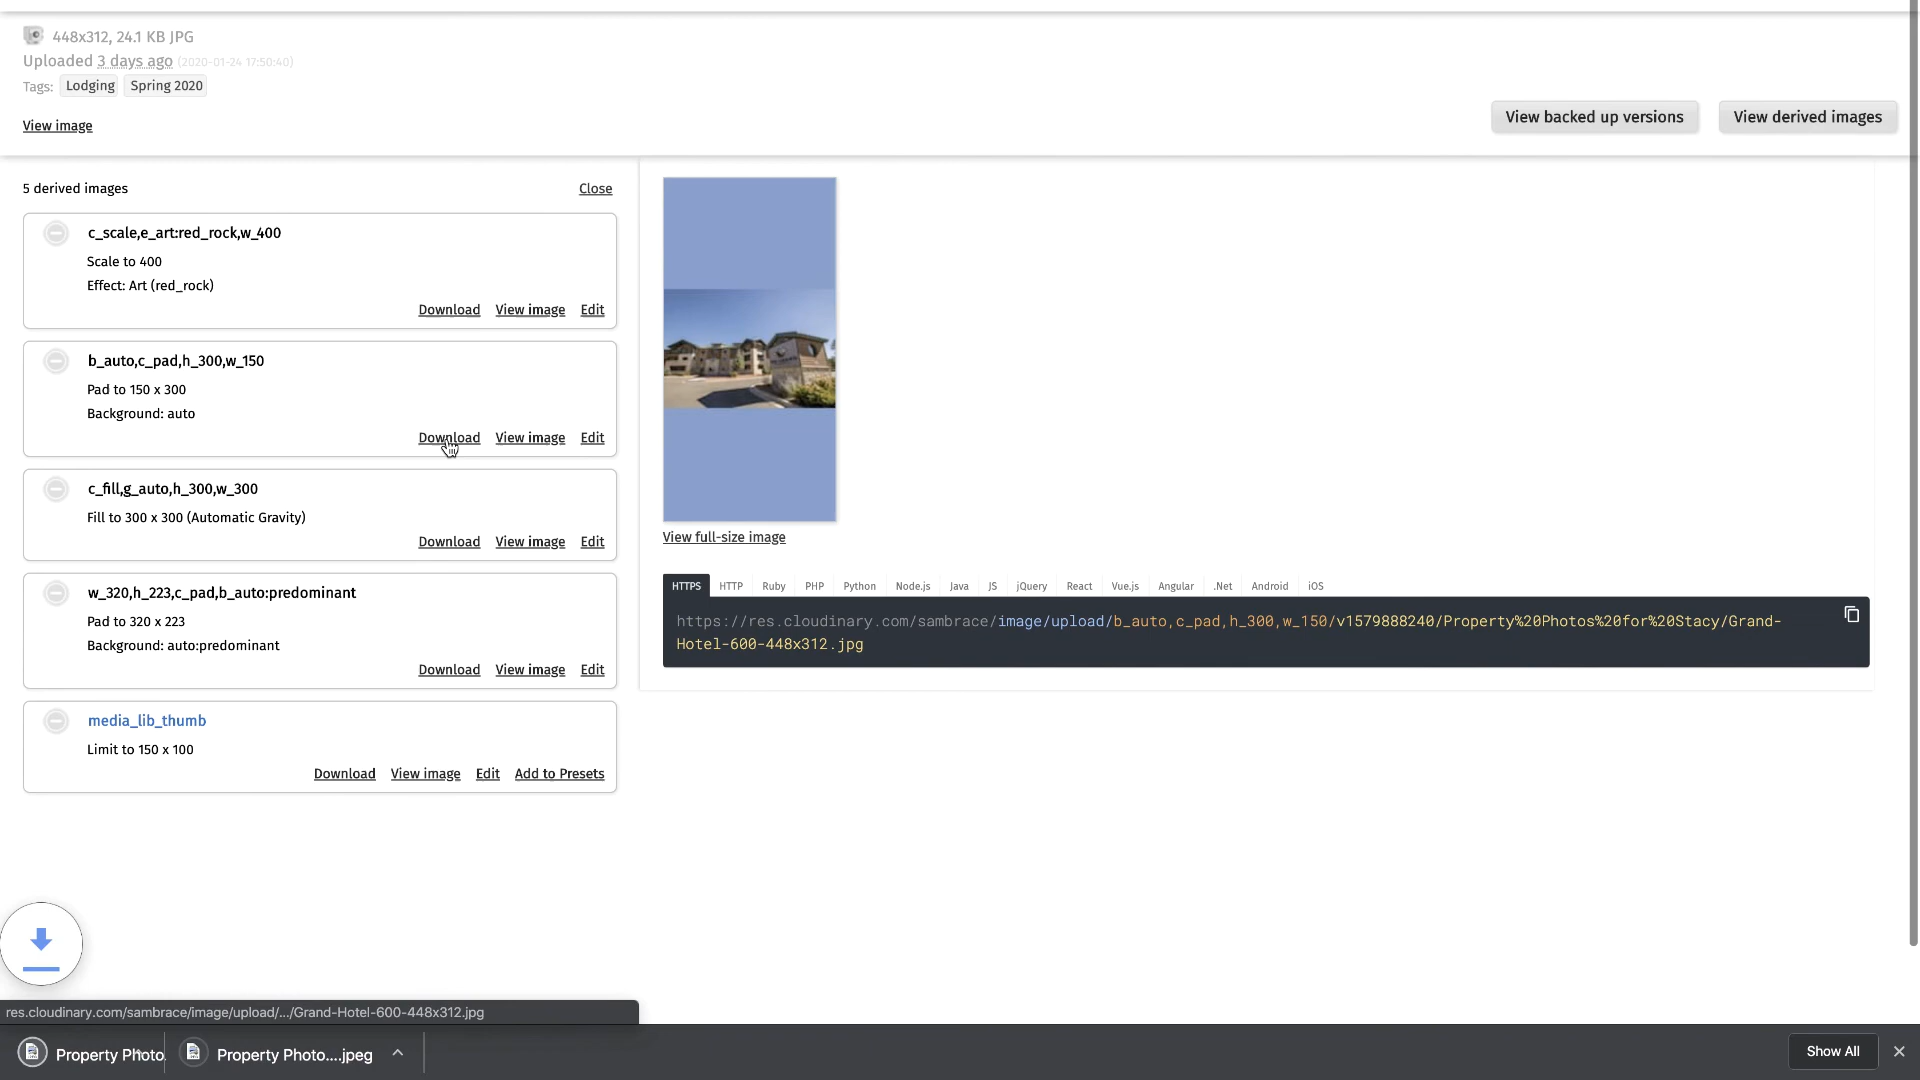 448x312, 24.1 KB JPG
Uploaded 3 days ago (2020-01-24 17:50:40)
Tags: Lodging Spring 2020
View image
View backed up versions
View derived images
5 derived images
Close
c_scale,e_art:red_rock,w_400
Scale to 400
Effect: Art (red_rock)
Download View image Edit
b_auto,c_pad,h_300,w_150
Pad to 150 x 300
Background: auto
Download View image Edit
c_fill,g_auto,h_300,w_300
Fill to 300 x 300 (Automatic Gravity)
Download View image Edit
w_320,h_223,c_pad,b_auto:predominant
Pad to 320 x 223
Background: auto:predominant
Download View image Edit
media_lib_thumb
Limit to 150 x 100
Download View image Edit Add to Presets
View full-size image
HTTPS HTTP Ruby PHP Python Node.js Java JS jQuery React Vue.js Angular .Net Android iOS
https://res.cloudinary.com/sambrace/image/upload/b_auto,c_pad,h_300,w_150/v1579888240/Property%20Photos%20for%20Stacy/Grand-
Hotel-600-448x312.jpg
res.cloudinary.com/sambrace/image/upload/.../Grand-Hotel-600-448x312.jpg
Property Photo
Property Photo....jpeg
Show All